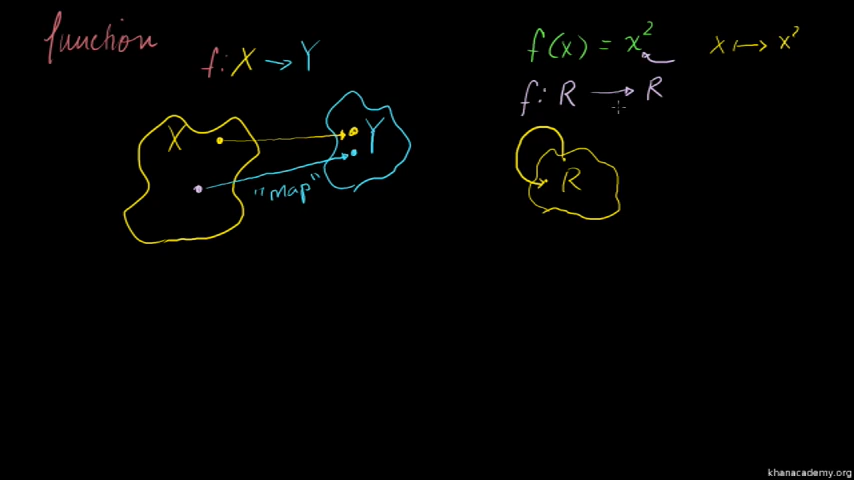 function
f: X → Y
f(x) = x²
x ↦ x²
f: R → R
X
Y
"map"
R
khanacademy.org